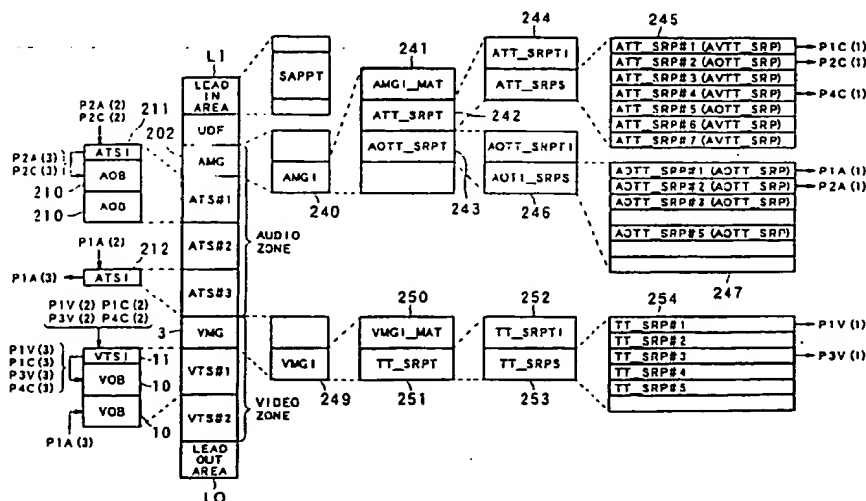 L1
LEAD
IN
AREA
UDF
AMG
ATS#1
ATS#2
ATS#3
VMG
VTS#1
VTS#2
LEAD
OUT
AREA
LO
AUDIO
ZONE
VIDEO
ZONE
P2A(2)
P2C(2)
211
202
P2A(3)
P2C(3)
ATSI
AOB
AOB
210
210
P1A(2)
212
P1A(3)
ATSI
P1V(2) P1C(2)
P3V(2) P4C(2)
3
P1V(3)
P1C(3)
P3V(3)
P4C(3)
VTSI
11
VOB
10
VOB
10
P1A(3)
SAPPT
AMGI
240
241
AMGI_MAT
ATT_SRPT
242
AOTT_SRPT
243
244
ATT_SRPTI
ATT_SRPS
AOTT_SRPTI
AOTT_SRPS
246
245
ATT_SRP#1 (AVTT_SRP)
P1C(1)
ATT_SRP#2 (AOTT_SRP)
P2C(1)
ATT_SRP#3 (AVTT_SRP)
ATT_SRP#4 (AVTT_SRP)
P4C(1)
ATT_SRP#5 (AOTT_SRP)
ATT_SRP#6 (AVTT_SRP)
ATT_SRP#7 (AVTT_SRP)
AOTT_SRP#1 (AOTT_SRP)
P1A(1)
AOTT_SRP#2 (AOTT_SRP)
P2A(1)
AOTT_SRP#5 (AOTT_SRP)
247
VMGI
249
250
VMGI_MAT
TT_SRPT
251
252
TT_SRPTI
TT_SRPS
253
254
TT_SRP#1
P1V(1)
TT_SRP#2
TT_SRP#3
P3V(1)
TT_SRP#4
TT_SRP#5